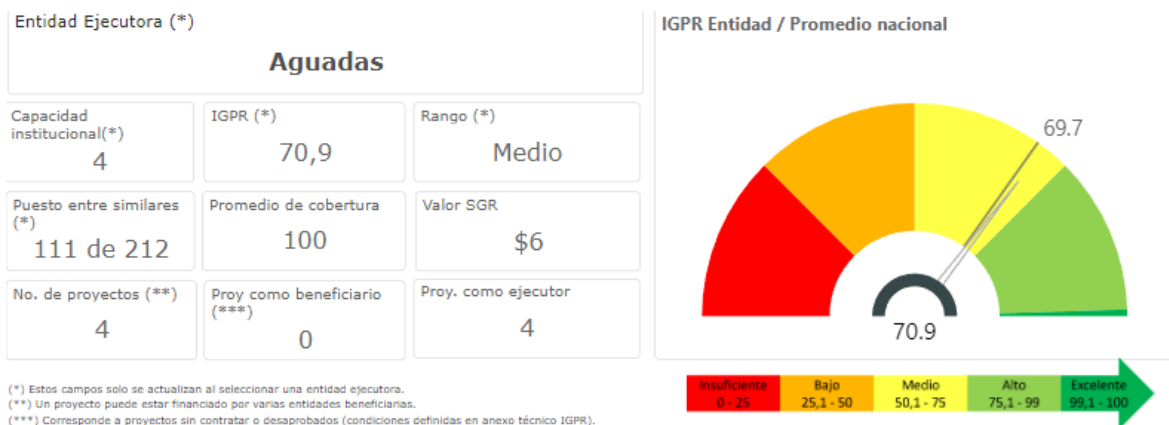 Entidad Ejecutora (*)
Aguadas
Capacidad
institucional(*)
4
IGPR (*)
70,9
Rango (*)
Medio
Puesto entre similares
(*)
111 de 212
Promedio de cobertura
100
Valor SGR
$6
No. de proyectos (**)
4
Proy como beneficiario
(***)
0
Proy. como ejecutor
4
(*) Estos campos solo se actualizan al seleccionar una entidad ejecutora.
(**) Un proyecto puede estar financiado por varias entidades beneficiarias.
(***) Corresponde a proyectos sin contratar o desaprobados (condiciones definidas en anexo técnico IGPR).
IGPR Entidad / Promedio nacional
69.7
70.9
Insuficiente
0 - 25
Bajo
25,1 - 50
Medio
50,1 - 75
Alto
75,1 - 99
Excelente
99,1 - 100